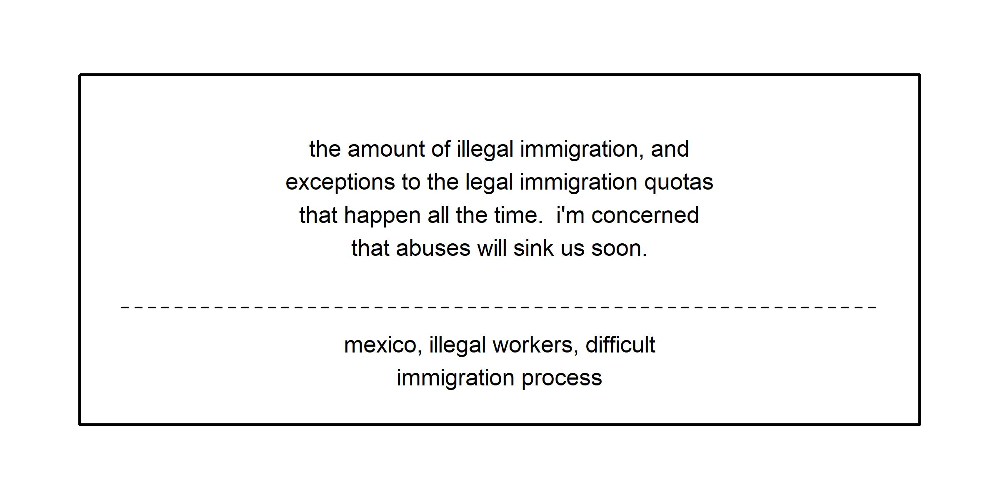 the amount of illegal immigration, and
exceptions to the legal immigration quotas
that happen all the time.  i'm concerned
that abuses will sink us soon.
mexico, illegal workers, difficult
immigration process